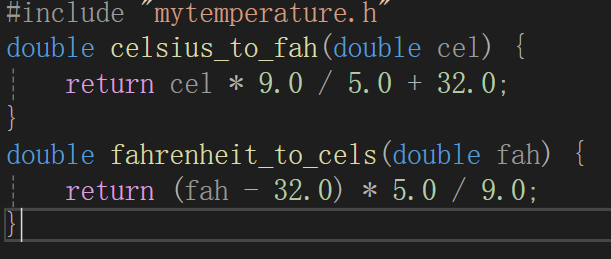 #include "mytemperature.h"
double celsius_to_fah(double cel) {
    return cel * 9.0 / 5.0 + 32.0;
}
double fahrenheit_to_cels(double fah) {
    return (fah - 32.0) * 5.0 / 9.0;
}